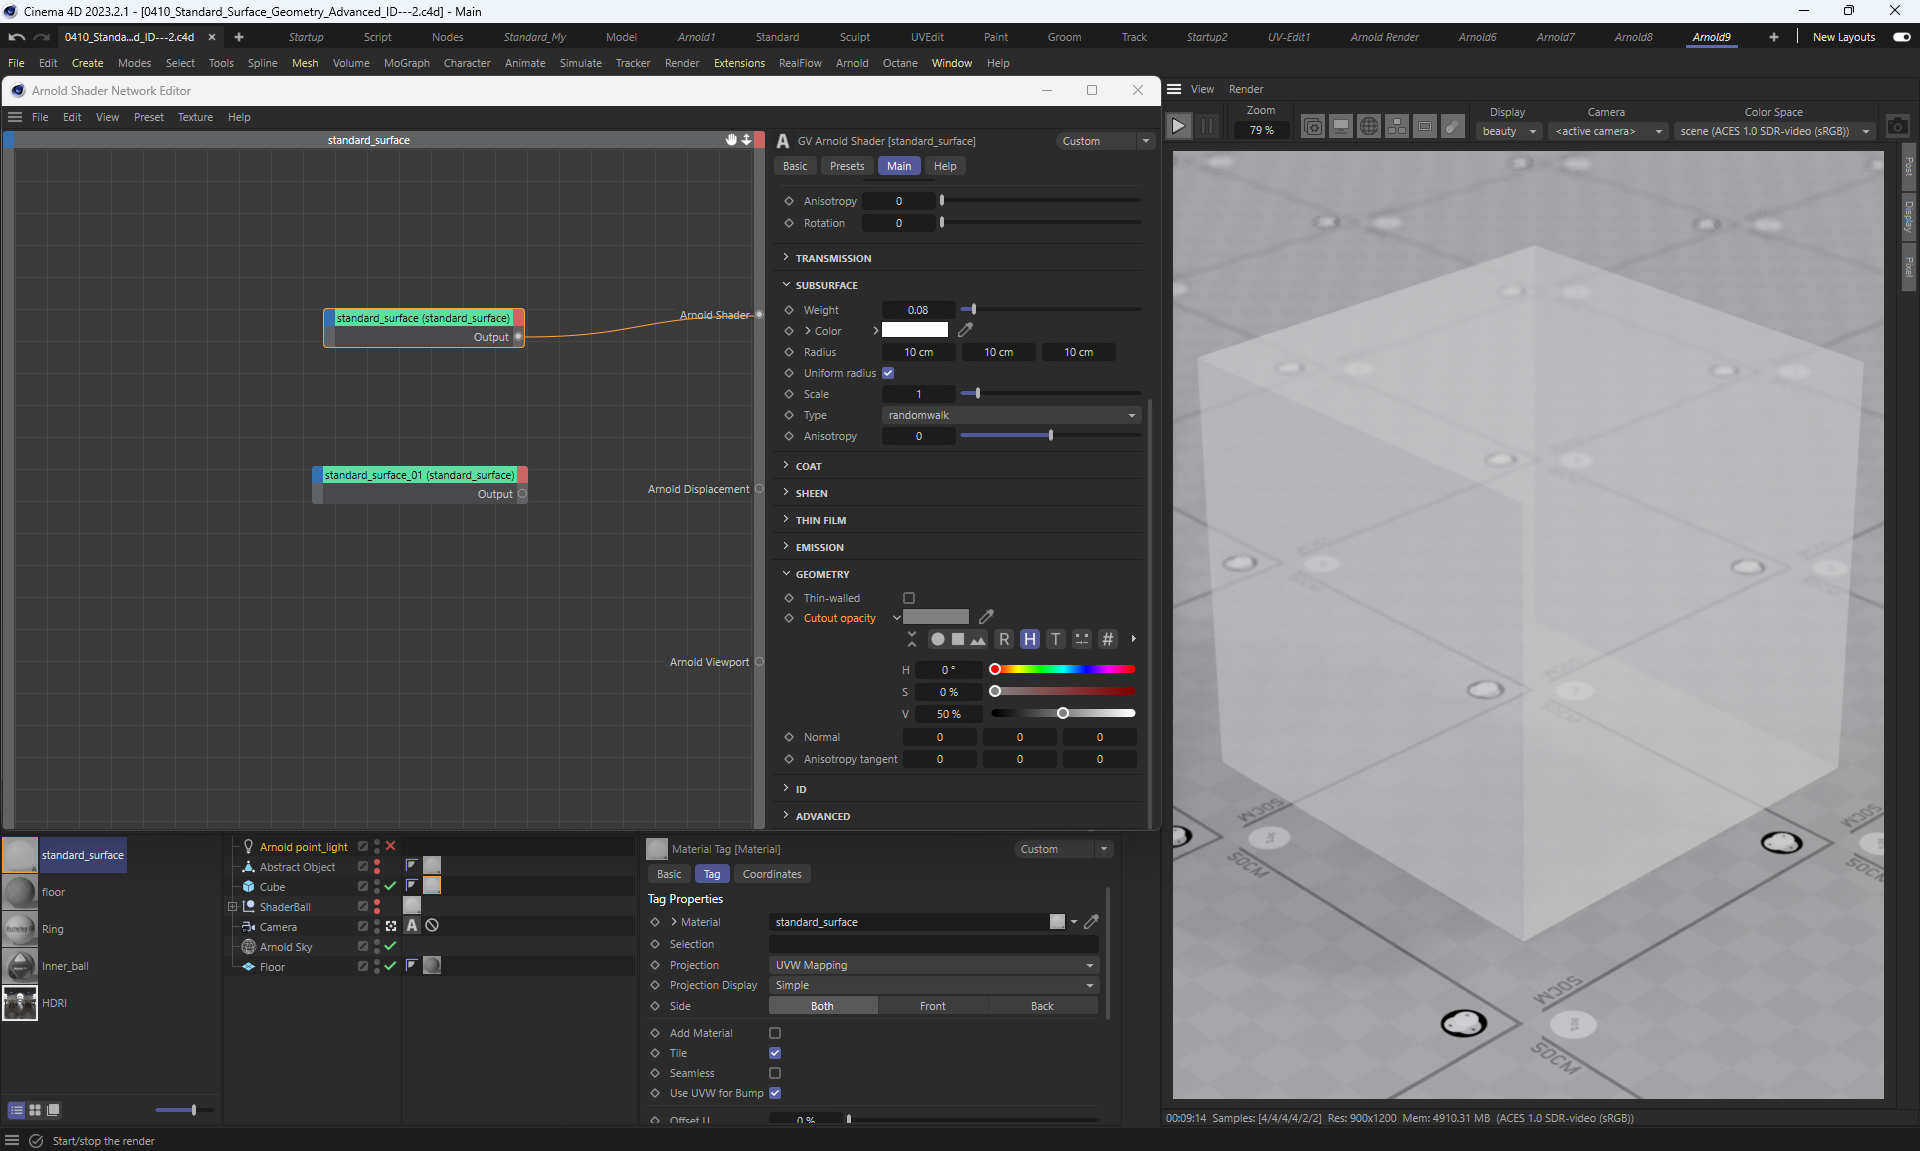 Cinema 4D 2023.2.1 - [0410_Standard_Surface_Geometry_Advanced_ID---2.c4d] - Main
0410_Standa...d_ID---2.c4d
Startup Script Nodes Standard_My Model Arnold1 Standard Sculpt UVEdit Paint Groom Track Startup2 UV-Edit1 Arnold Render Arnold6 Arnold7 Arnold8 Arnold9 New Layouts
File Edit Create Modes Select Tools Spline Mesh Volume MoGraph Character Animate Simulate Tracker Render Extensions RealFlow Arnold Octane Window Help
Arnold Shader Network Editor
File Edit View Preset Texture Help
standard_surface
standard_surface (standard_surface)
Output
Arnold Shader
standard_surface_01 (standard_surface)
Output
Arnold Displacement
Arnold Viewport
A GV Arnold Shader [standard_surface] Custom
Basic Presets Main Help
Anisotropy 0
Rotation 0
TRANSMISSION
SUBSURFACE
Weight 0.08
Color
Radius 10 cm 10 cm 10 cm
Uniform radius
Scale 1
Type randomwalk
Anisotropy 0
COAT
SHEEN
THIN FILM
EMISSION
GEOMETRY
Thin-walled
Cutout opacity
R H T #
H 0 °
S 0 %
V 50 %
Normal 0 0 0
Anisotropy tangent 0 0 0
ID
ADVANCED
View Render
Zoom
79 %
Display
beauty
Camera
<active camera>
Color Space
scene (ACES 1.0 SDR-video (sRGB))
Post
Display
Pixel
50CM
50CM
50CM
50CM
50CM
50CM
00:09:14 Samples: [4/4/4/4/2/2] Res: 900x1200 Mem: 4910.31 MB (ACES 1.0 SDR-video (sRGB))
standard_surface
floor
Ring
Inner_ball
HDRI
Arnold point_light
Abstract Object
Cube
ShaderBall
Camera
A
Arnold Sky
Floor
Material Tag [Material] Custom
Basic Tag Coordinates
Tag Properties
Material standard_surface
Selection
Projection UVW Mapping
Projection Display Simple
Side Both Front Back
Add Material
Tile
Seamless
Use UVW for Bump
Offset U 0 %
Start/stop the render